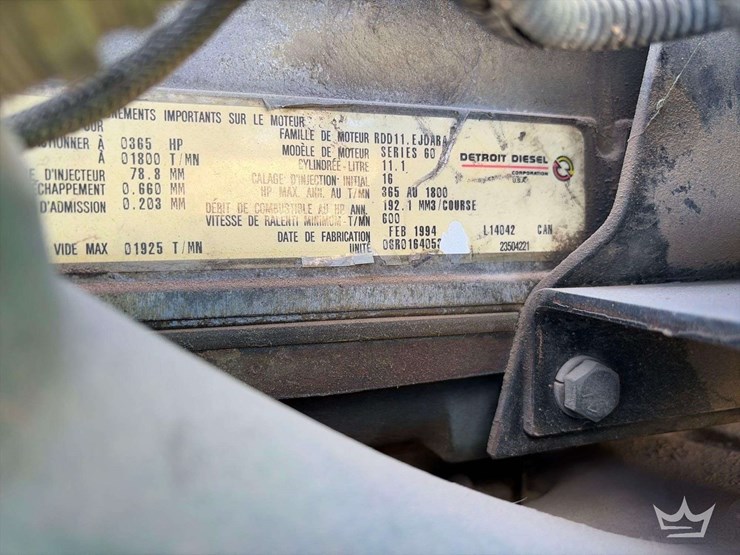 NEMENTS IMPORTANTS SUR LE MOTEUR
FAMILLE DE MOTEUR RDD11.EJDARA
TIONNER À 0365 HP MODÈLE DE MOTEUR SERIES 60
À 01800 T/MN CYLINDRÉE-LITRE 11.1.
E D'INJECTEUR 78.8 MM CALAGE D'INJECTION-INITIAL 16
CHAPPEMENT 0.660 MM HP MAX. ANN. AU T/MN 365 AU 1800
D'ADMISSION 0.203 MM DÉBIT DE COMBUSTIBLE AU HP ANN. 192.1 MM3/COURSE
VITESSE DE RALENTI MINIMUM T/MN 600
DATE DE FABRICATION FEB 1994 L14042 CAN
VIDE MAX 01925 T/MN UNITÉ 06R0164053 23504221
DETROIT DIESEL
CORPORATION
U.S.A.